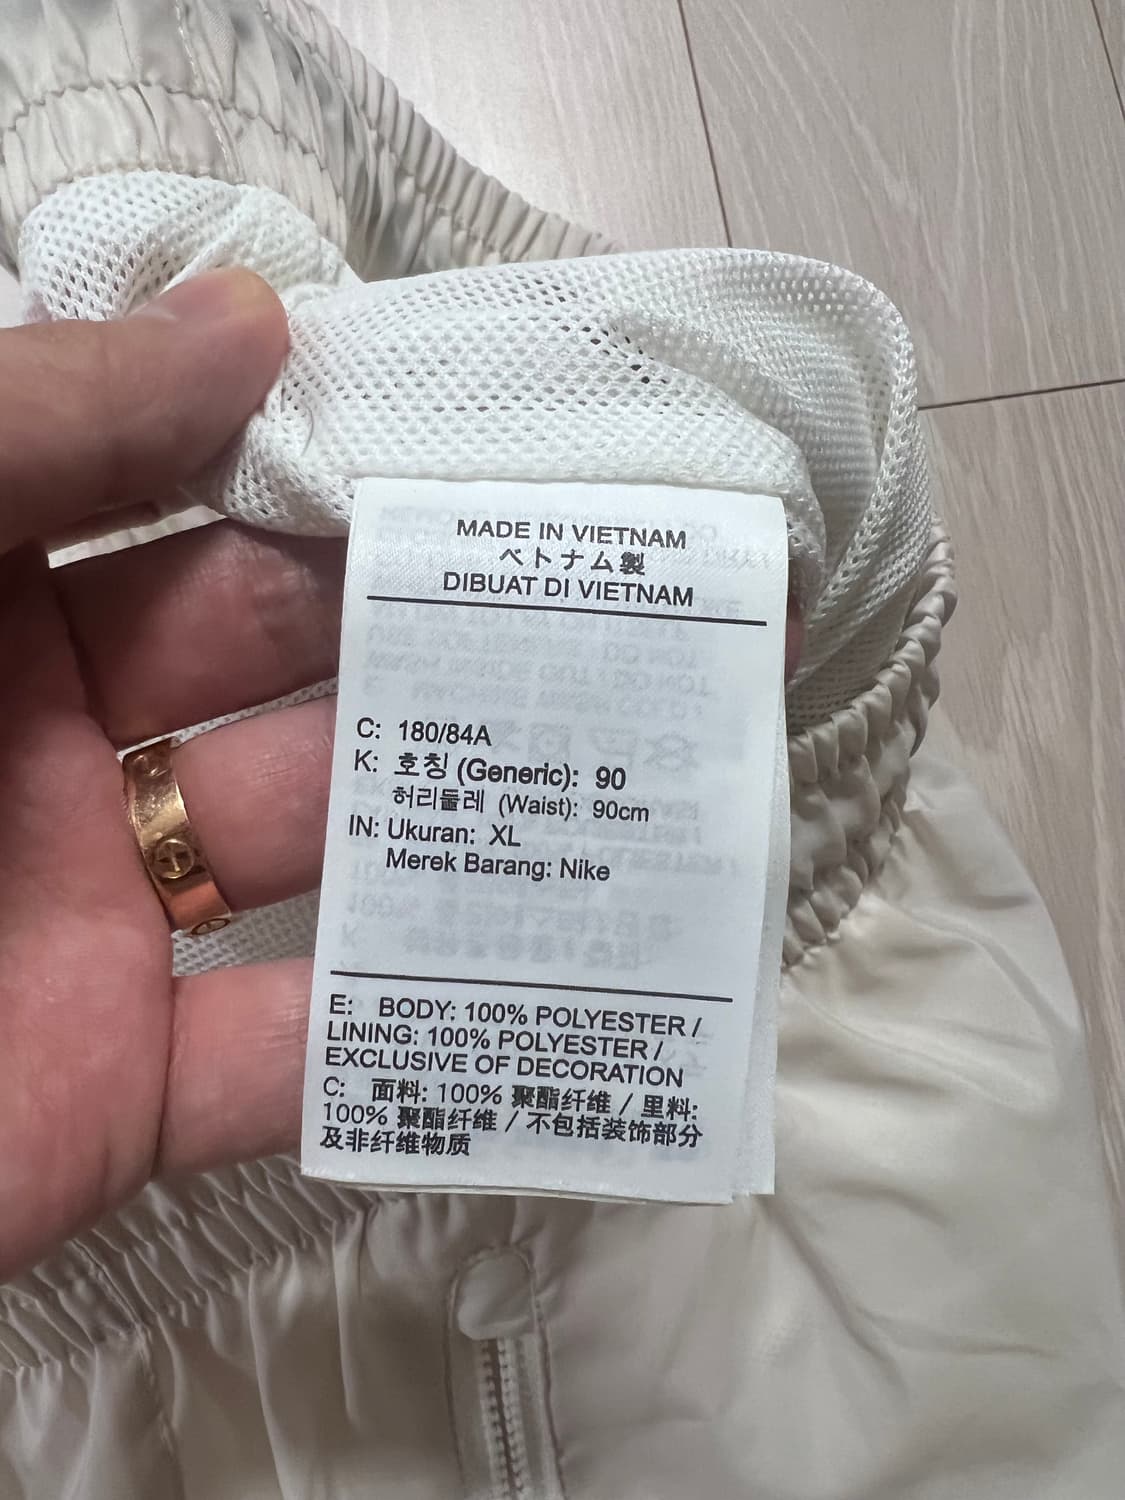 MADE IN VIETNAM
ベトナム製
DIBUAT DI VIETNAM
C: 180/84A
K: 호칭 (Generic): 90
허리둘레 (Waist): 90cm
IN: Ukuran: XL
Merek Barang: Nike
E: BODY: 100% POLYESTER /
LINING: 100% POLYESTER /
EXCLUSIVE OF DECORATION
C: 面料: 100% 聚酯纤维 / 里料:
100% 聚酯纤维 / 不包括装饰部分
及非纤维物质